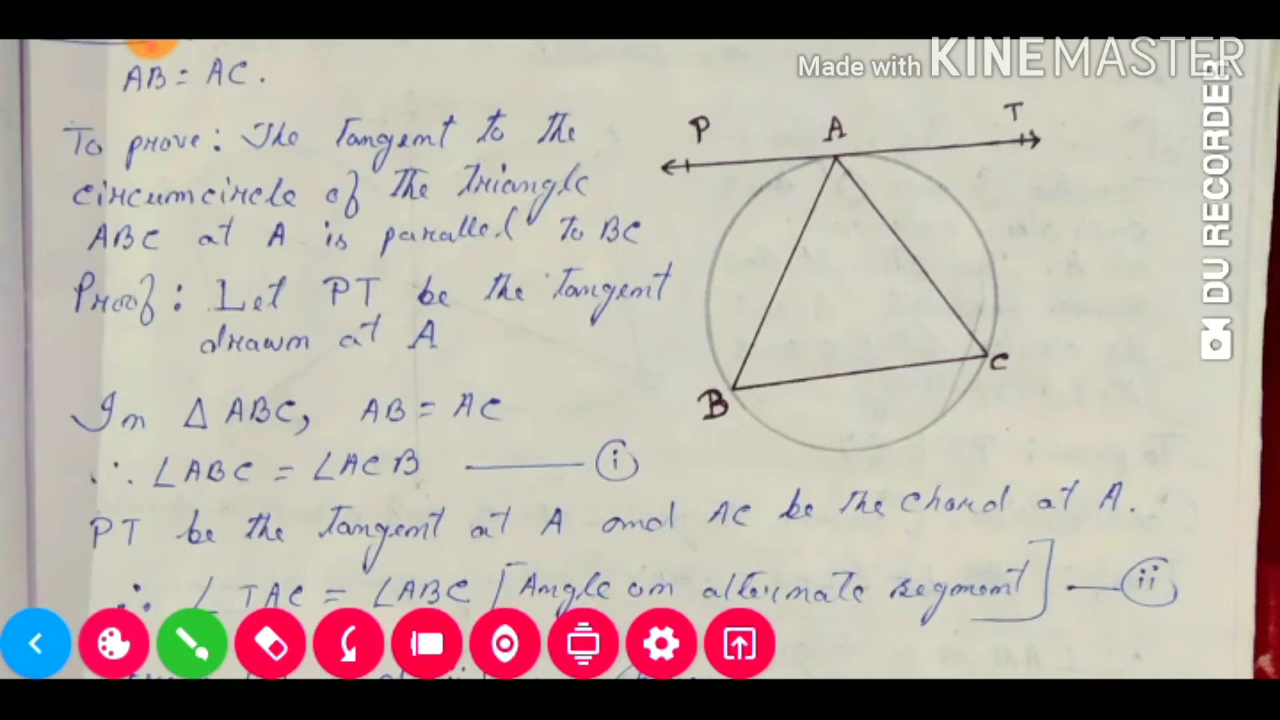 Made with KINEMASTER
DU RECORDER
AB = AC.
To prove: The Tangent to the
circumcircle of the Triangle
ABC at A is parallel To BC
Proof: Let PT be the Tangent
drawn at A
P A T
B C
In Δ ABC, AB = AC
∴ ∠ABC = ∠ACB —— (i)
PT be the Tangent at A and AC be the chord at A.
∴ ∠TAC = ∠ABC [Angle on alternate segment] —— (ii)